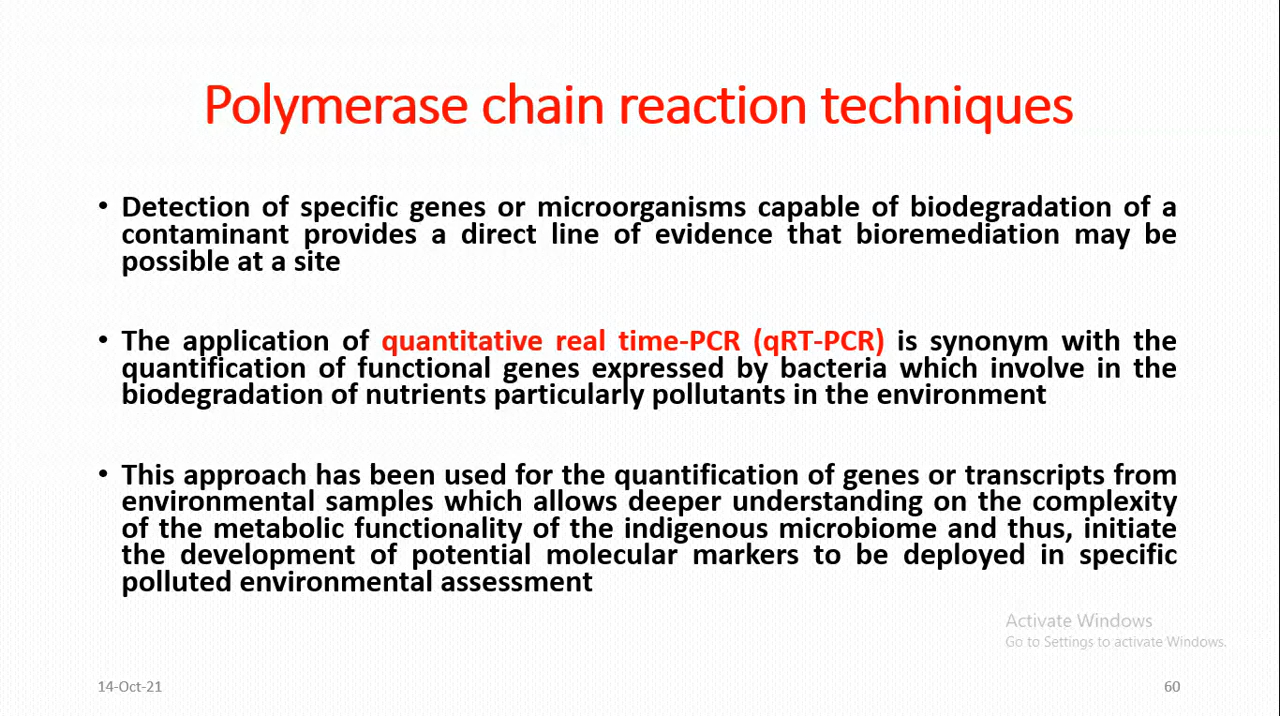 Polymerase chain reaction techniques
• Detection of specific genes or microorganisms capable of biodegradation of a
contaminant provides a direct line of evidence that bioremediation may be
possible at a site
• The application of quantitative real time-PCR (qRT-PCR) is synonym with the
quantification of functional genes expressed by bacteria which involve in the
biodegradation of nutrients particularly pollutants in the environment
• This approach has been used for the quantification of genes or transcripts from
environmental samples which allows deeper understanding on the complexity
of the metabolic functionality of the indigenous microbiome and thus, initiate
the development of potential molecular markers to be deployed in specific
polluted environmental assessment
Activate Windows
Go to Settings to activate Windows.
14-Oct-21
60